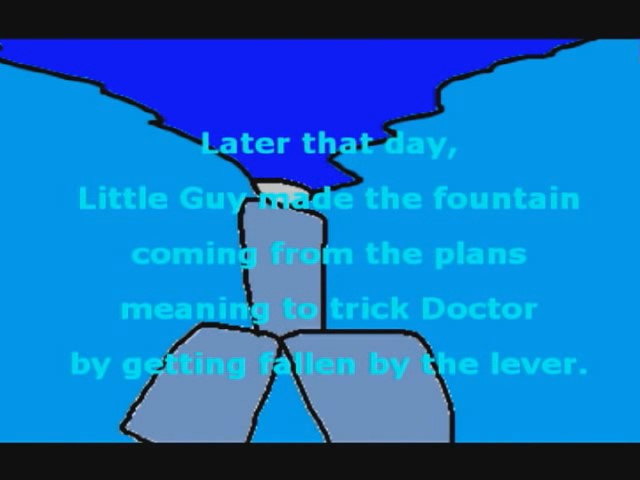 Later that day,
Little Guy made the fountain
coming from the plans
meaning to trick Doctor
by getting fallen by the lever.